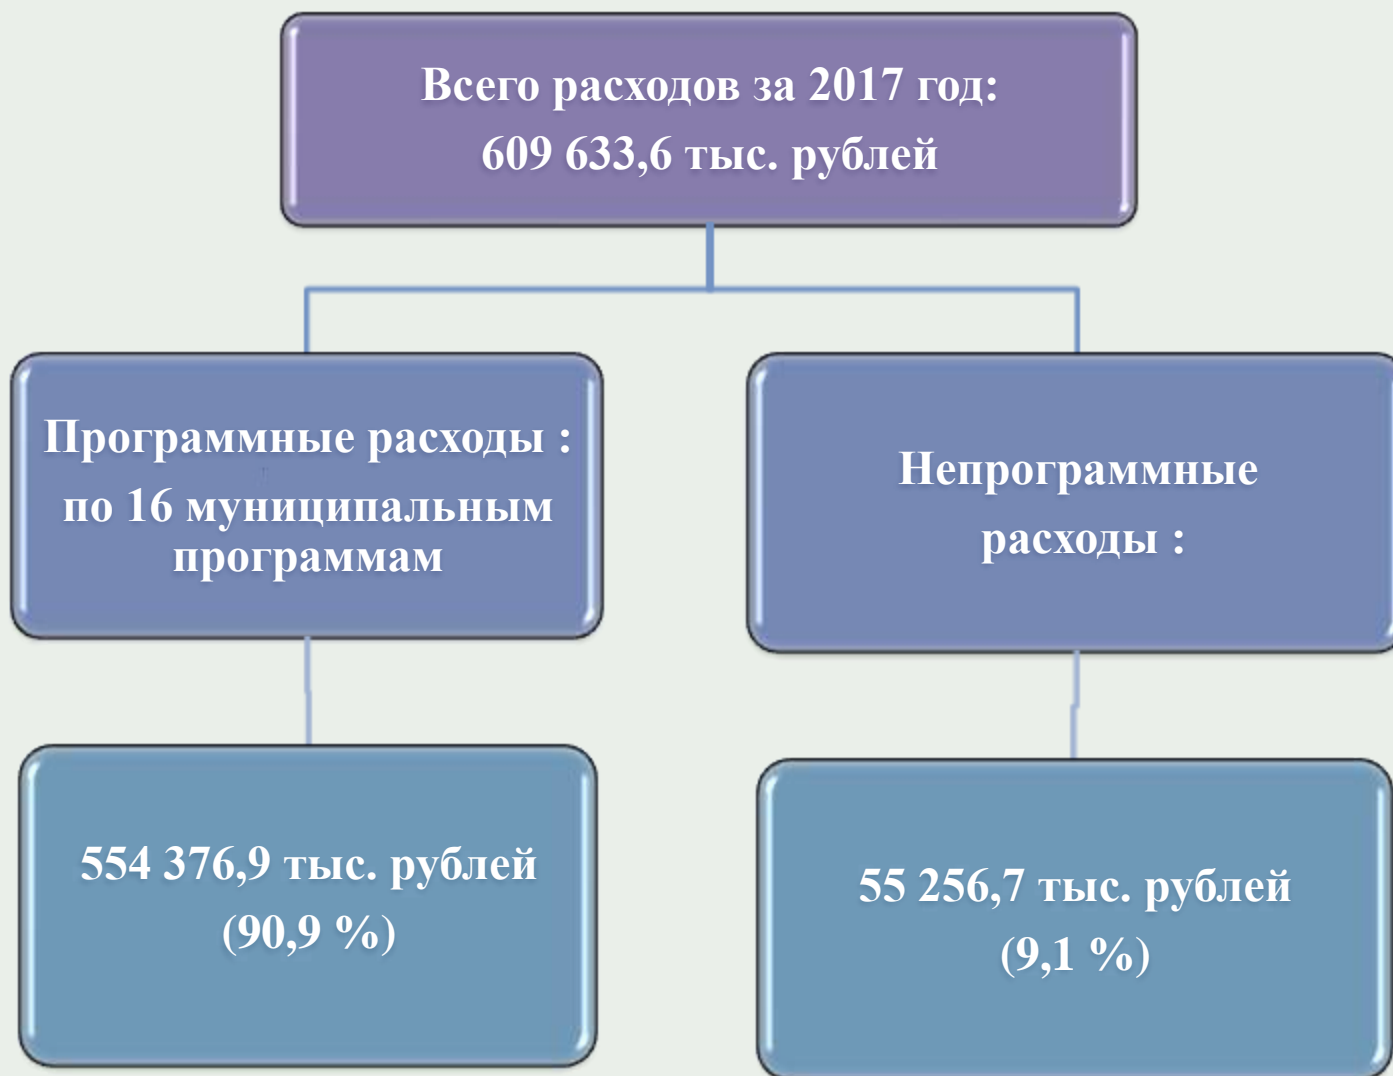 Всего расходов за 2017 год:
609 633,6 тыс. рублей
Программные расходы :
по 16 муниципальным
программам
Непрограммные
расходы :
554 376,9 тыс. рублей
(90,9 %)
55 256,7 тыс. рублей
(9,1 %)